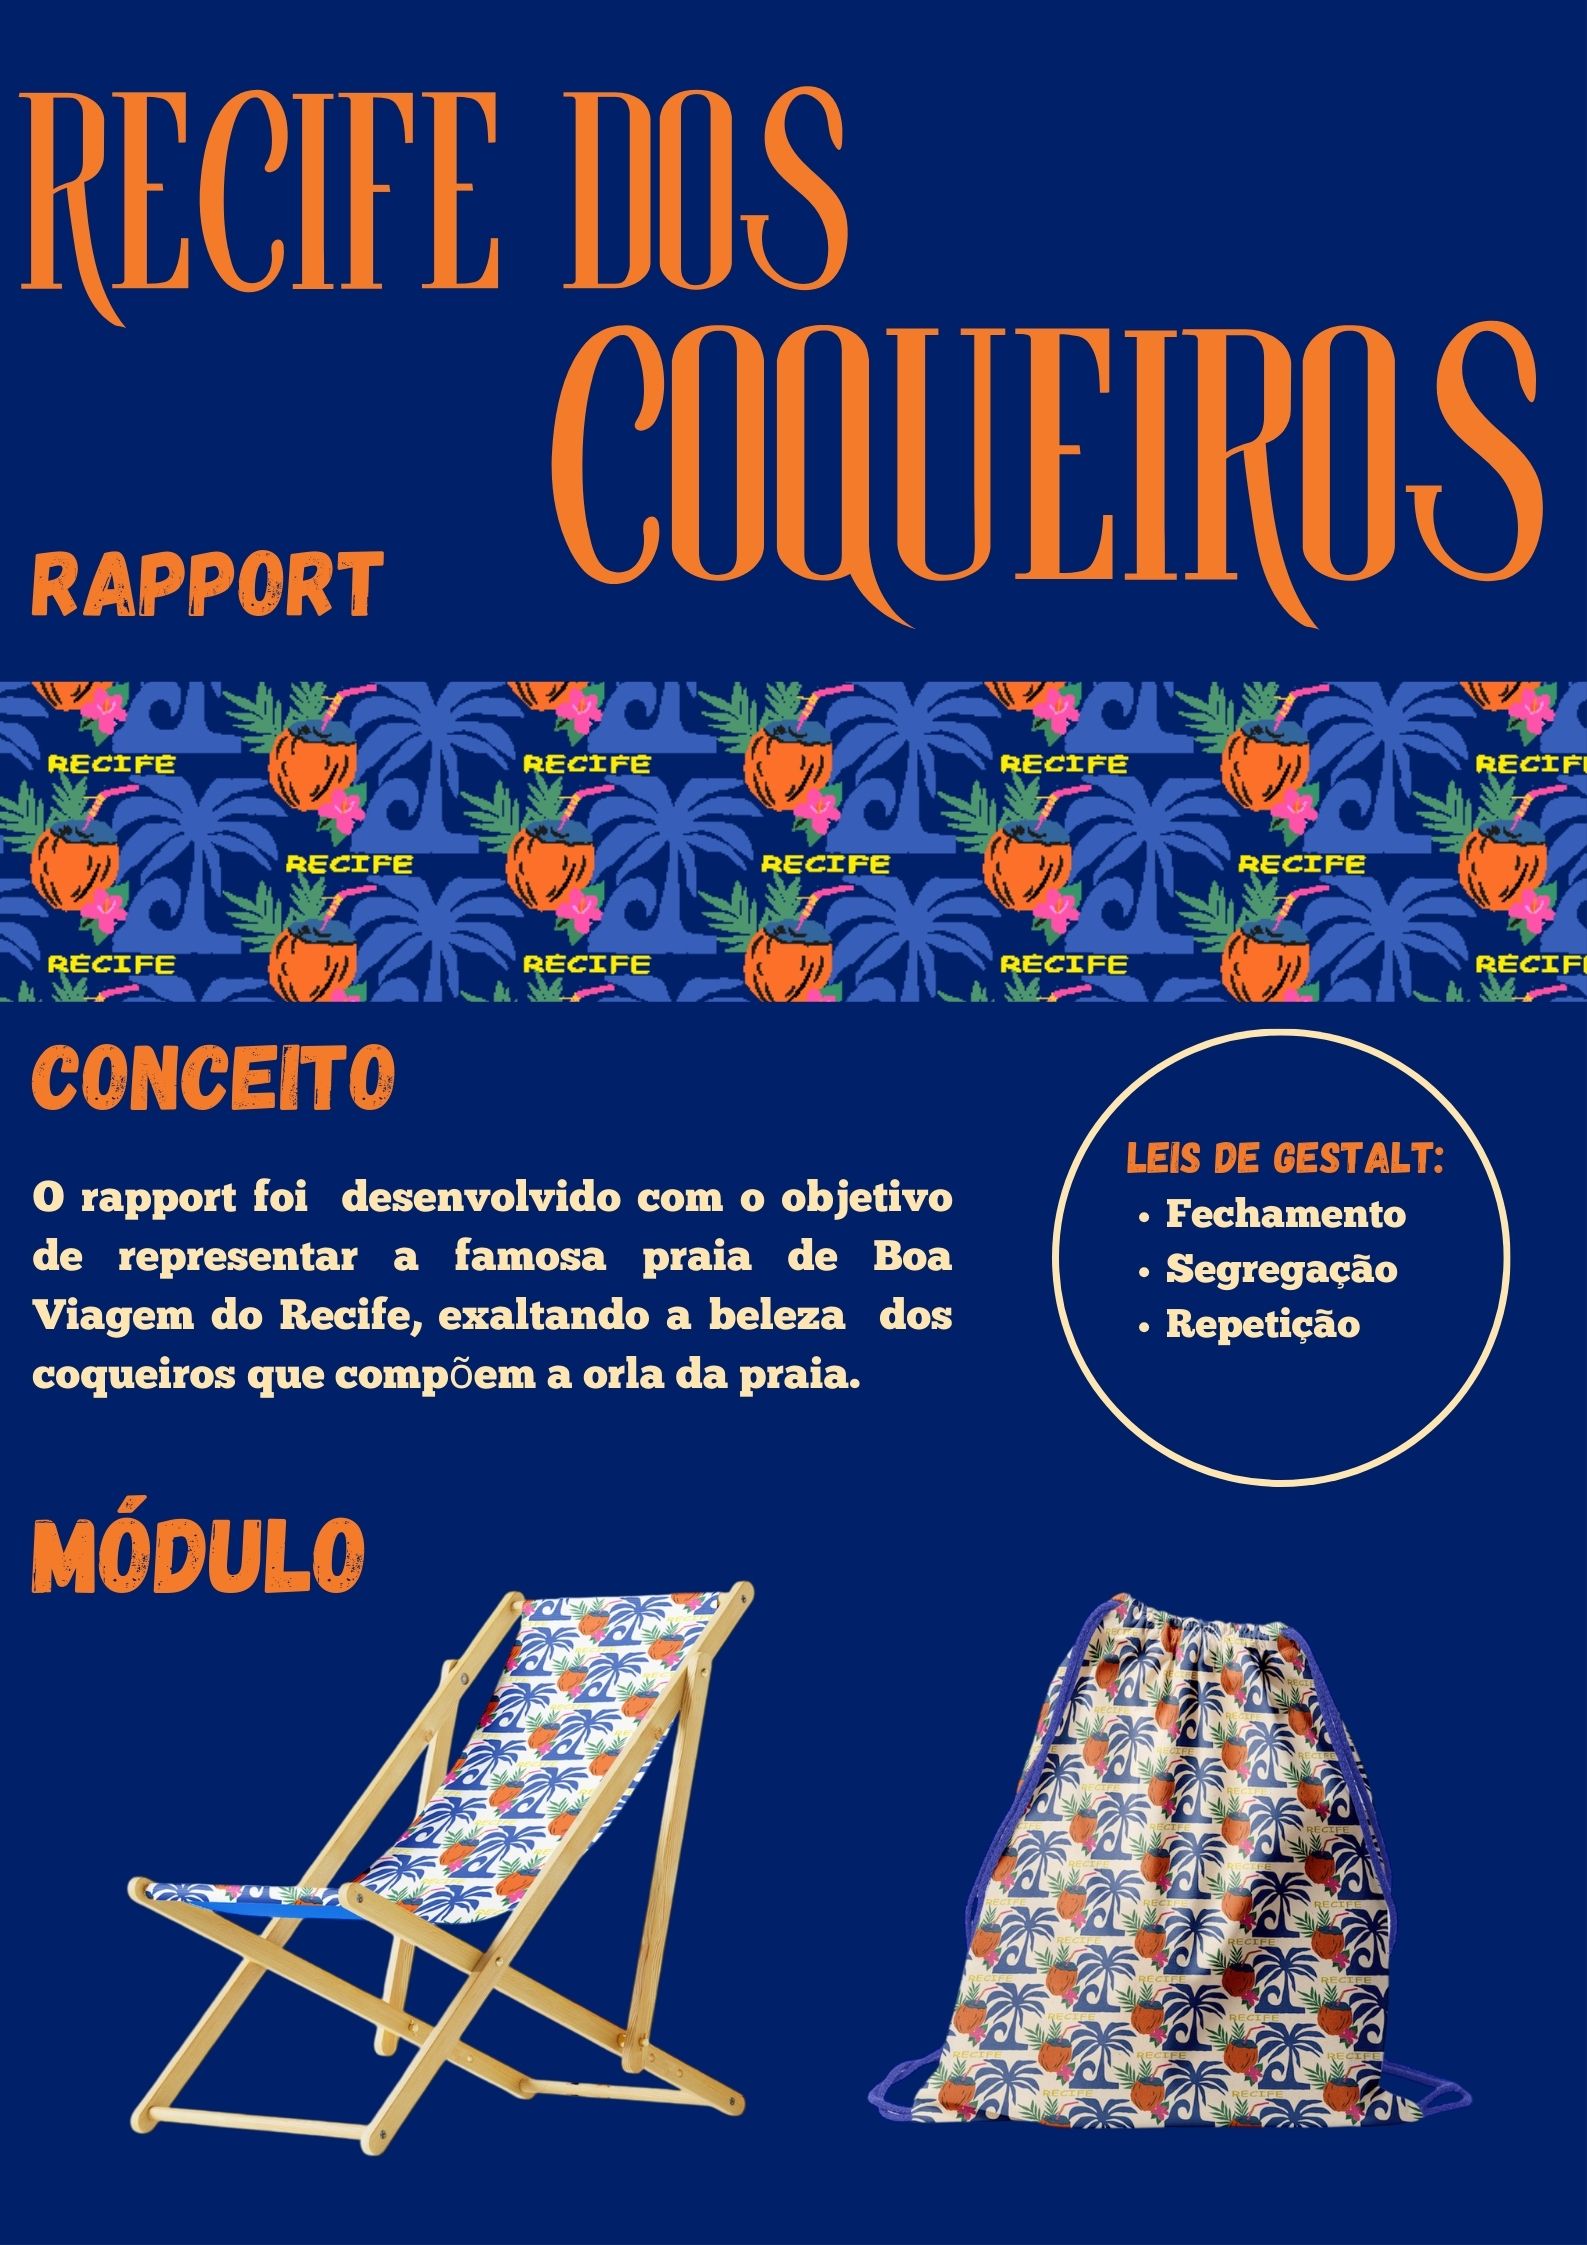 RECIFE DOS
COQUEIROS
RAPPORT
RECIFE RECIFE RECIFE RECIFE
RECIFE RECIFE RECIFE
RECIFE RECIFE RECIFE RECIFE
CONCEITO
O rapport foi desenvolvido com o objetivo
de representar a famosa praia de Boa
Viagem do Recife, exaltando a beleza dos
coqueiros que compõem a orla da praia.
LEIS DE GESTALT:
• Fechamento
• Segregação
• Repetição
MÓDULO